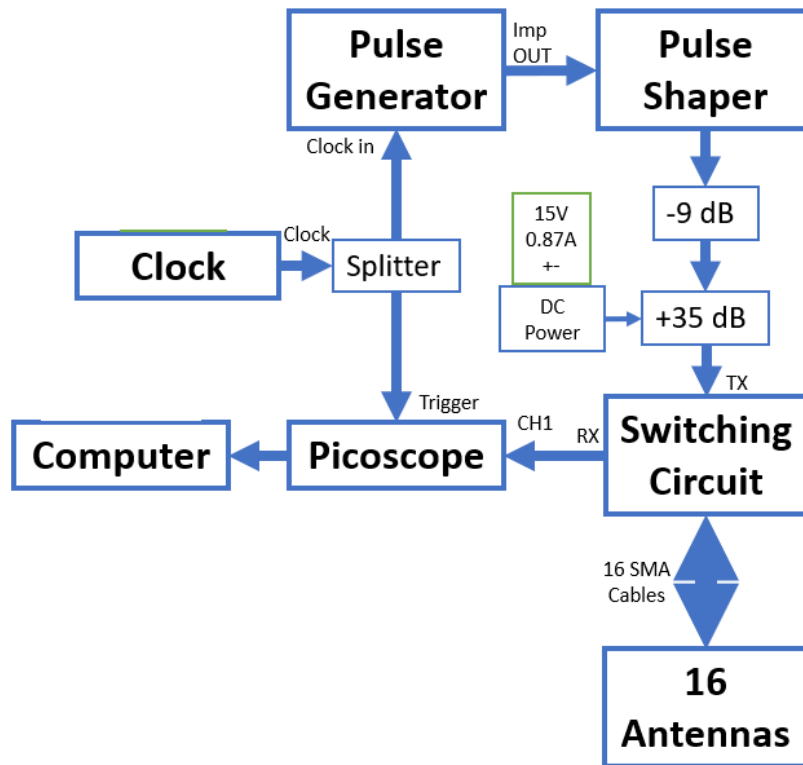 Pulse
Generator
Imp
OUT
Pulse
Shaper
Clock in
-9 dB
15V
0.87A
+-
Clock
Clock
Splitter
DC
Power
+35 dB
TX
Trigger
CH1
RX
Computer
Picoscope
Switching
Circuit
16 SMA
Cables
16
Antennas